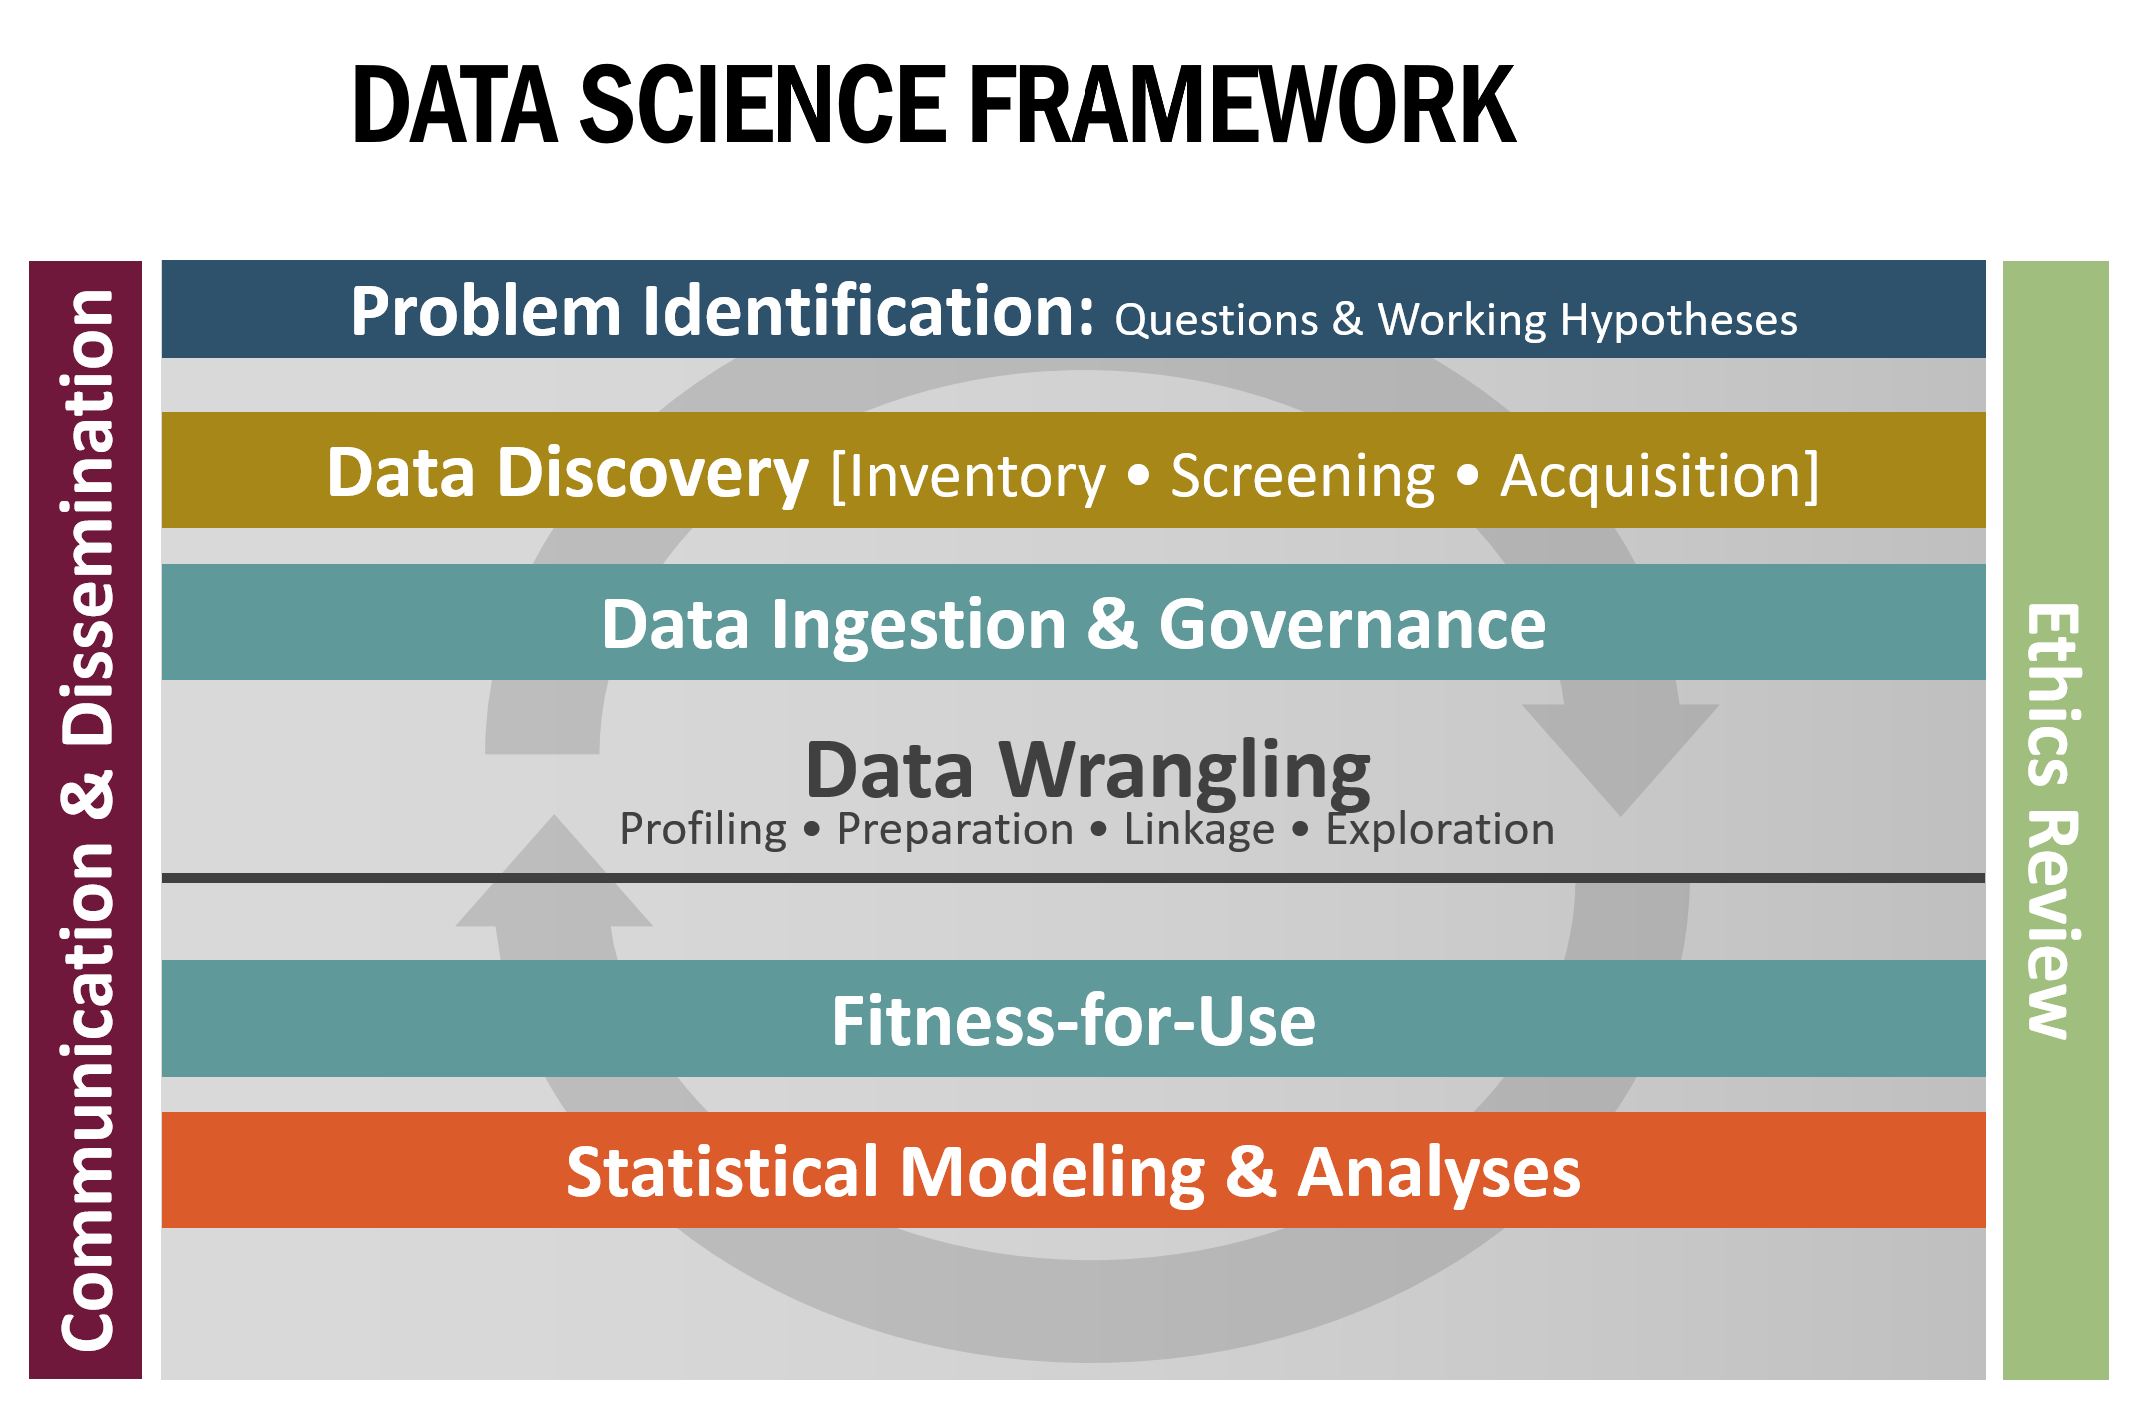 DATA SCIENCE FRAMEWORK
Communication & Dissemination
Problem Identification: Questions & Working Hypotheses
Data Discovery [Inventory • Screening • Acquisition]
Data Ingestion & Governance
Data Wrangling
Profiling • Preparation • Linkage • Exploration
Fitness-for-Use
Statistical Modeling & Analyses
Ethics Review